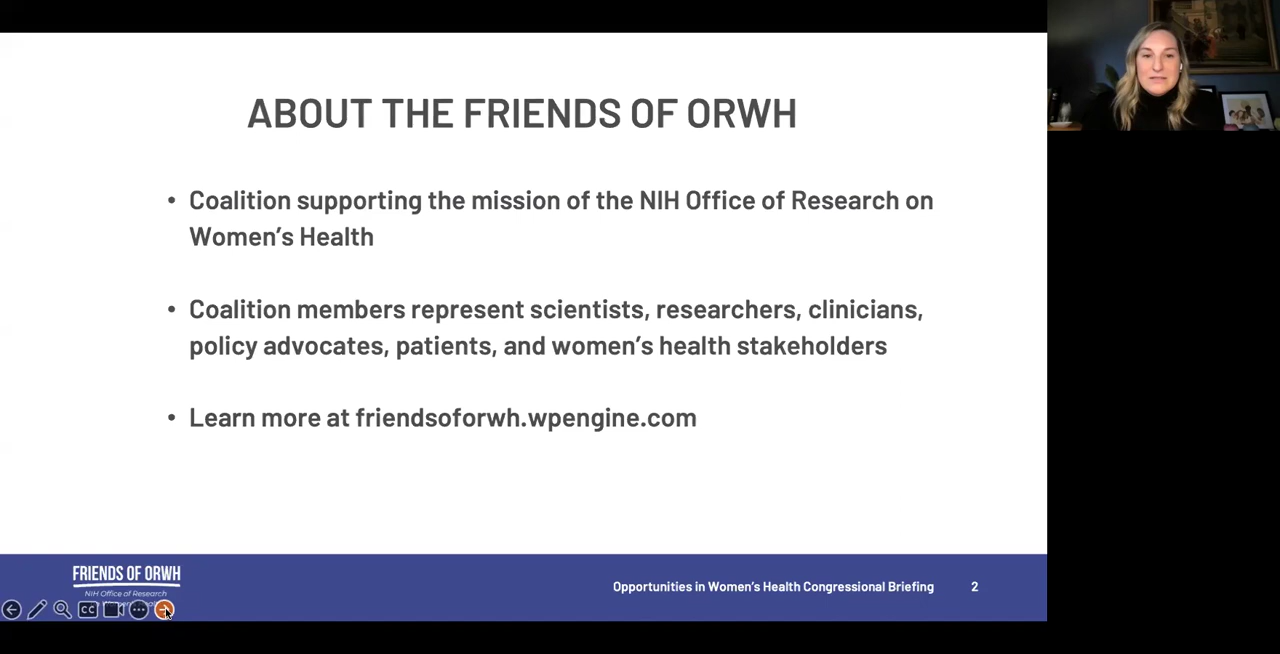 ABOUT THE FRIENDS OF ORWH
• Coalition supporting the mission of the NIH Office of Research on
Women’s Health
• Coalition members represent scientists, researchers, clinicians,
policy advocates, patients, and women’s health stakeholders
• Learn more at friendsoforwh.wpengine.com
FRIENDS OF ORWH
NIH Office of Research
CC
Opportunities in Women’s Health Congressional Briefing
2